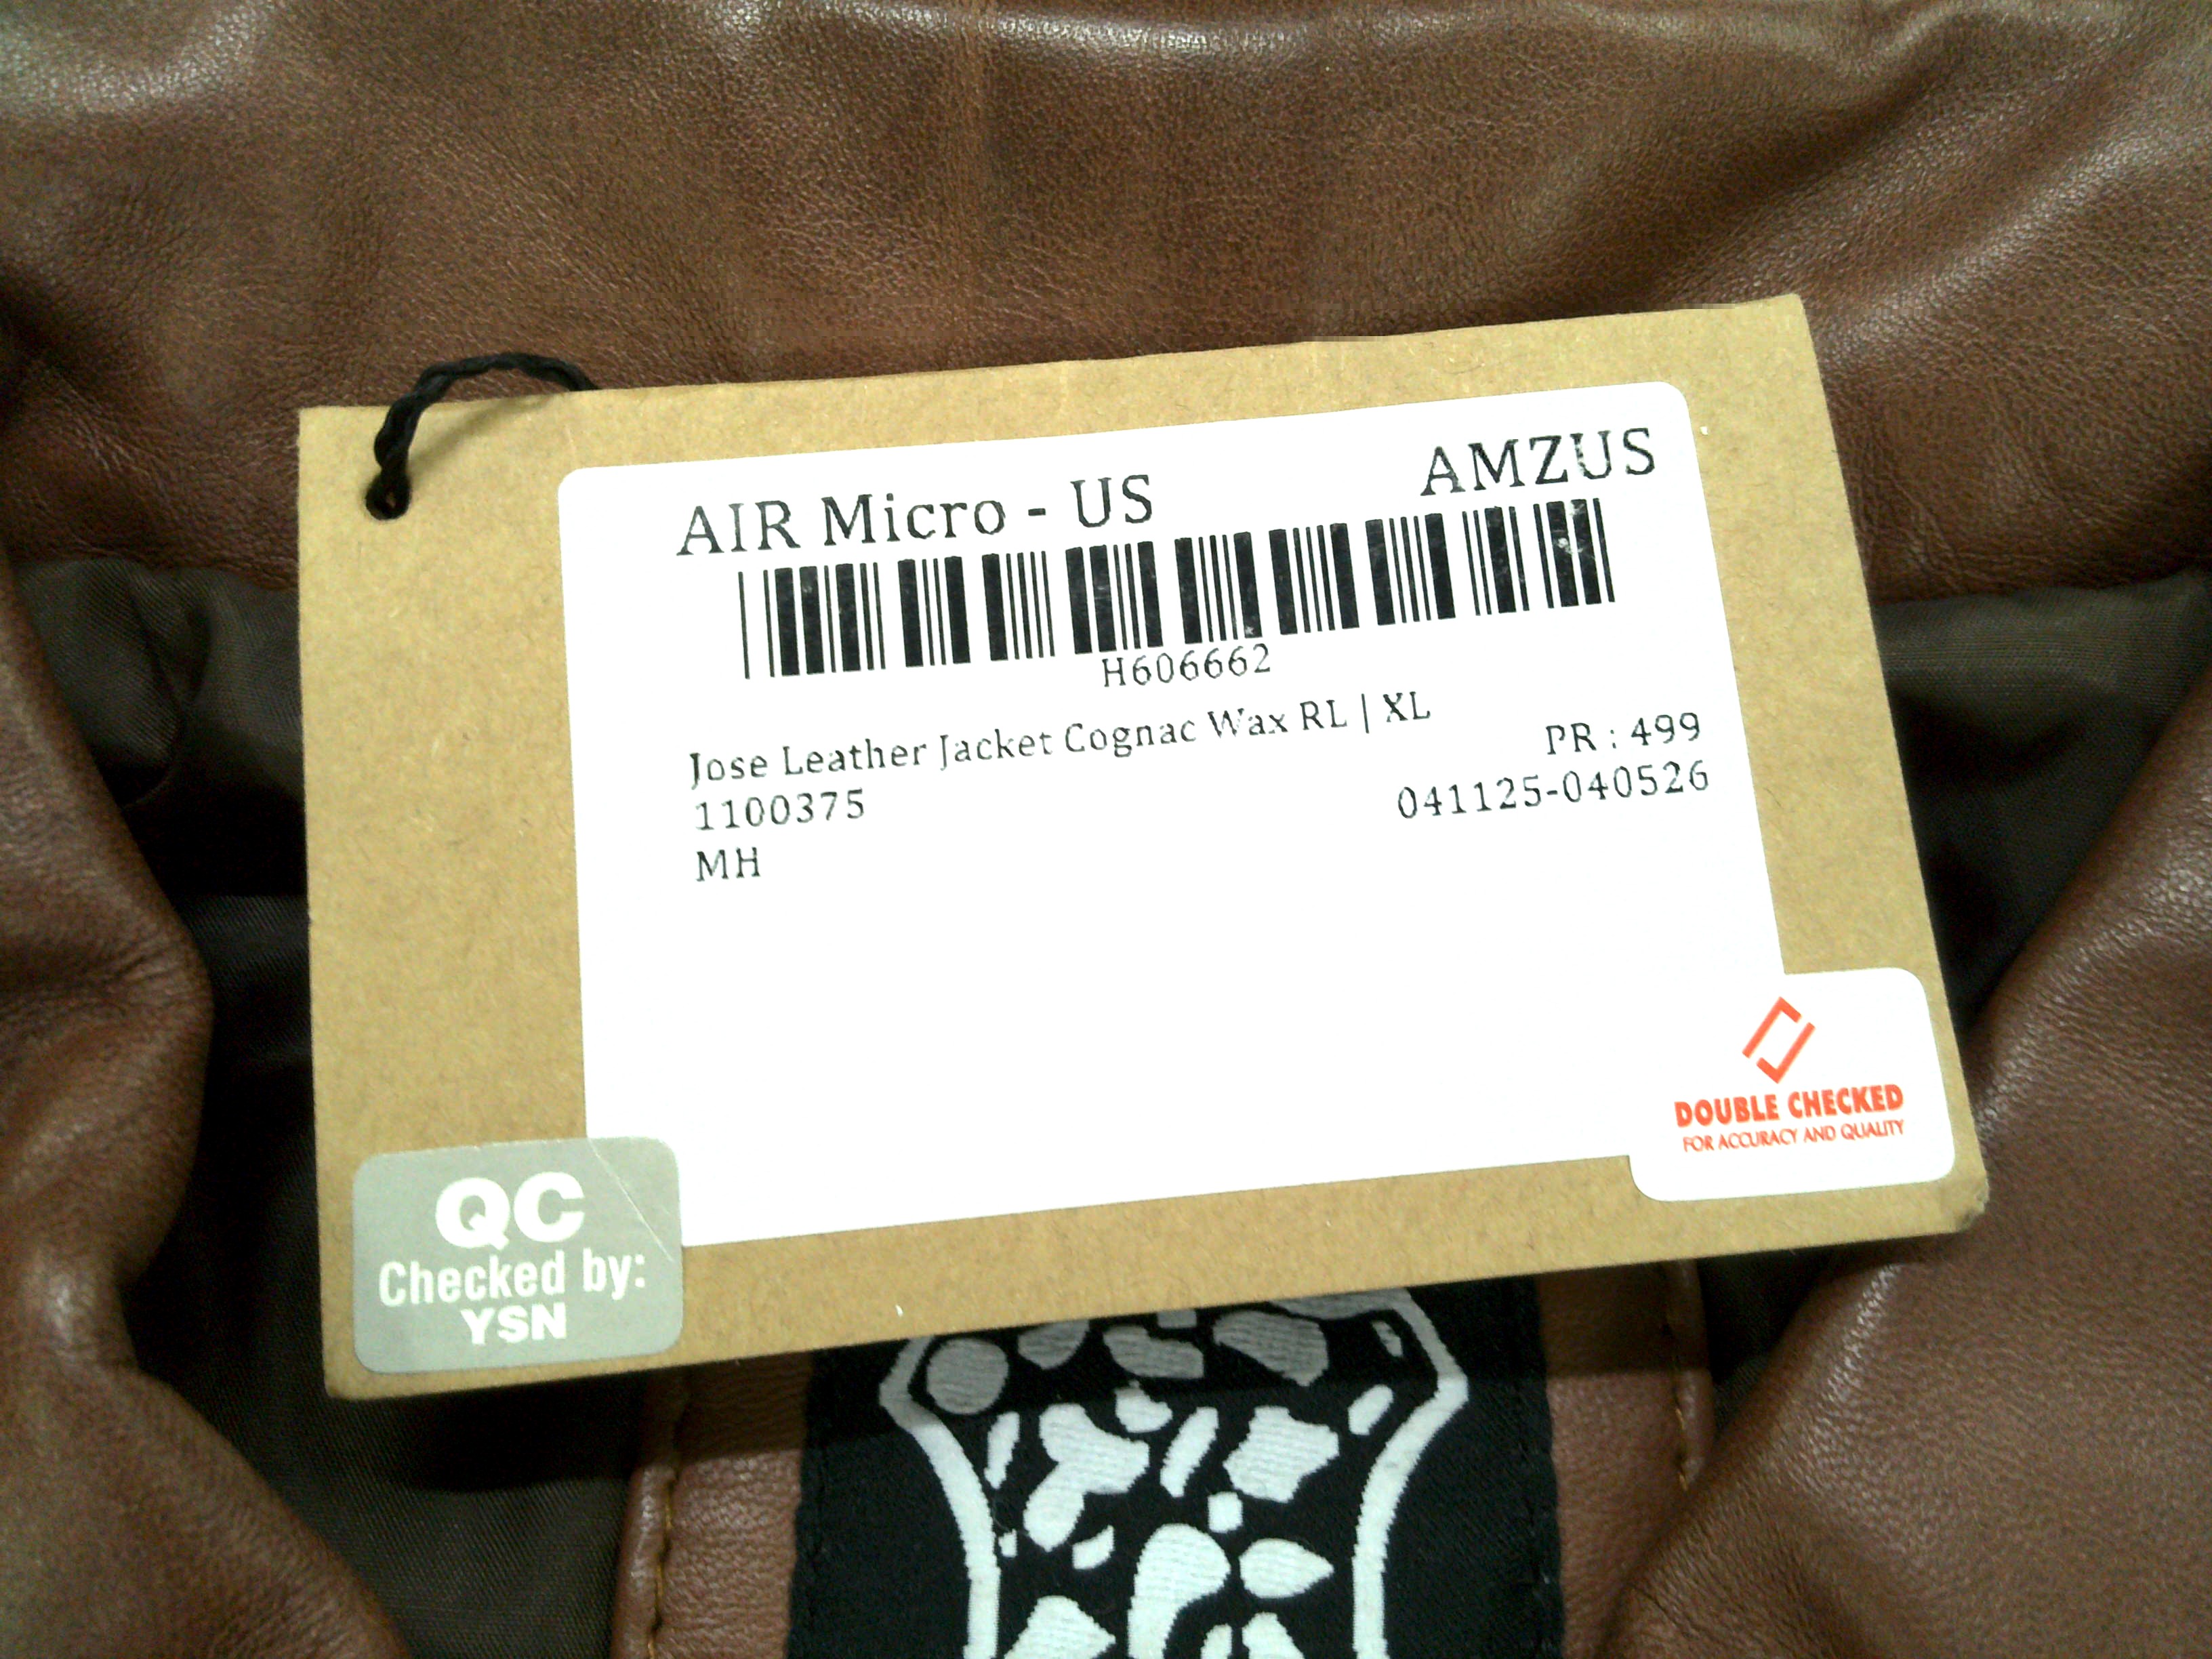 AIR Micro - US AMZUS
H606662
Jose Leather Jacket Cognac Wax RL | XL
PR : 499
1100375 041125-040526
MH
DOUBLE CHECKED
FOR ACCURACY AND QUALITY
QC
Checked by:
YSN